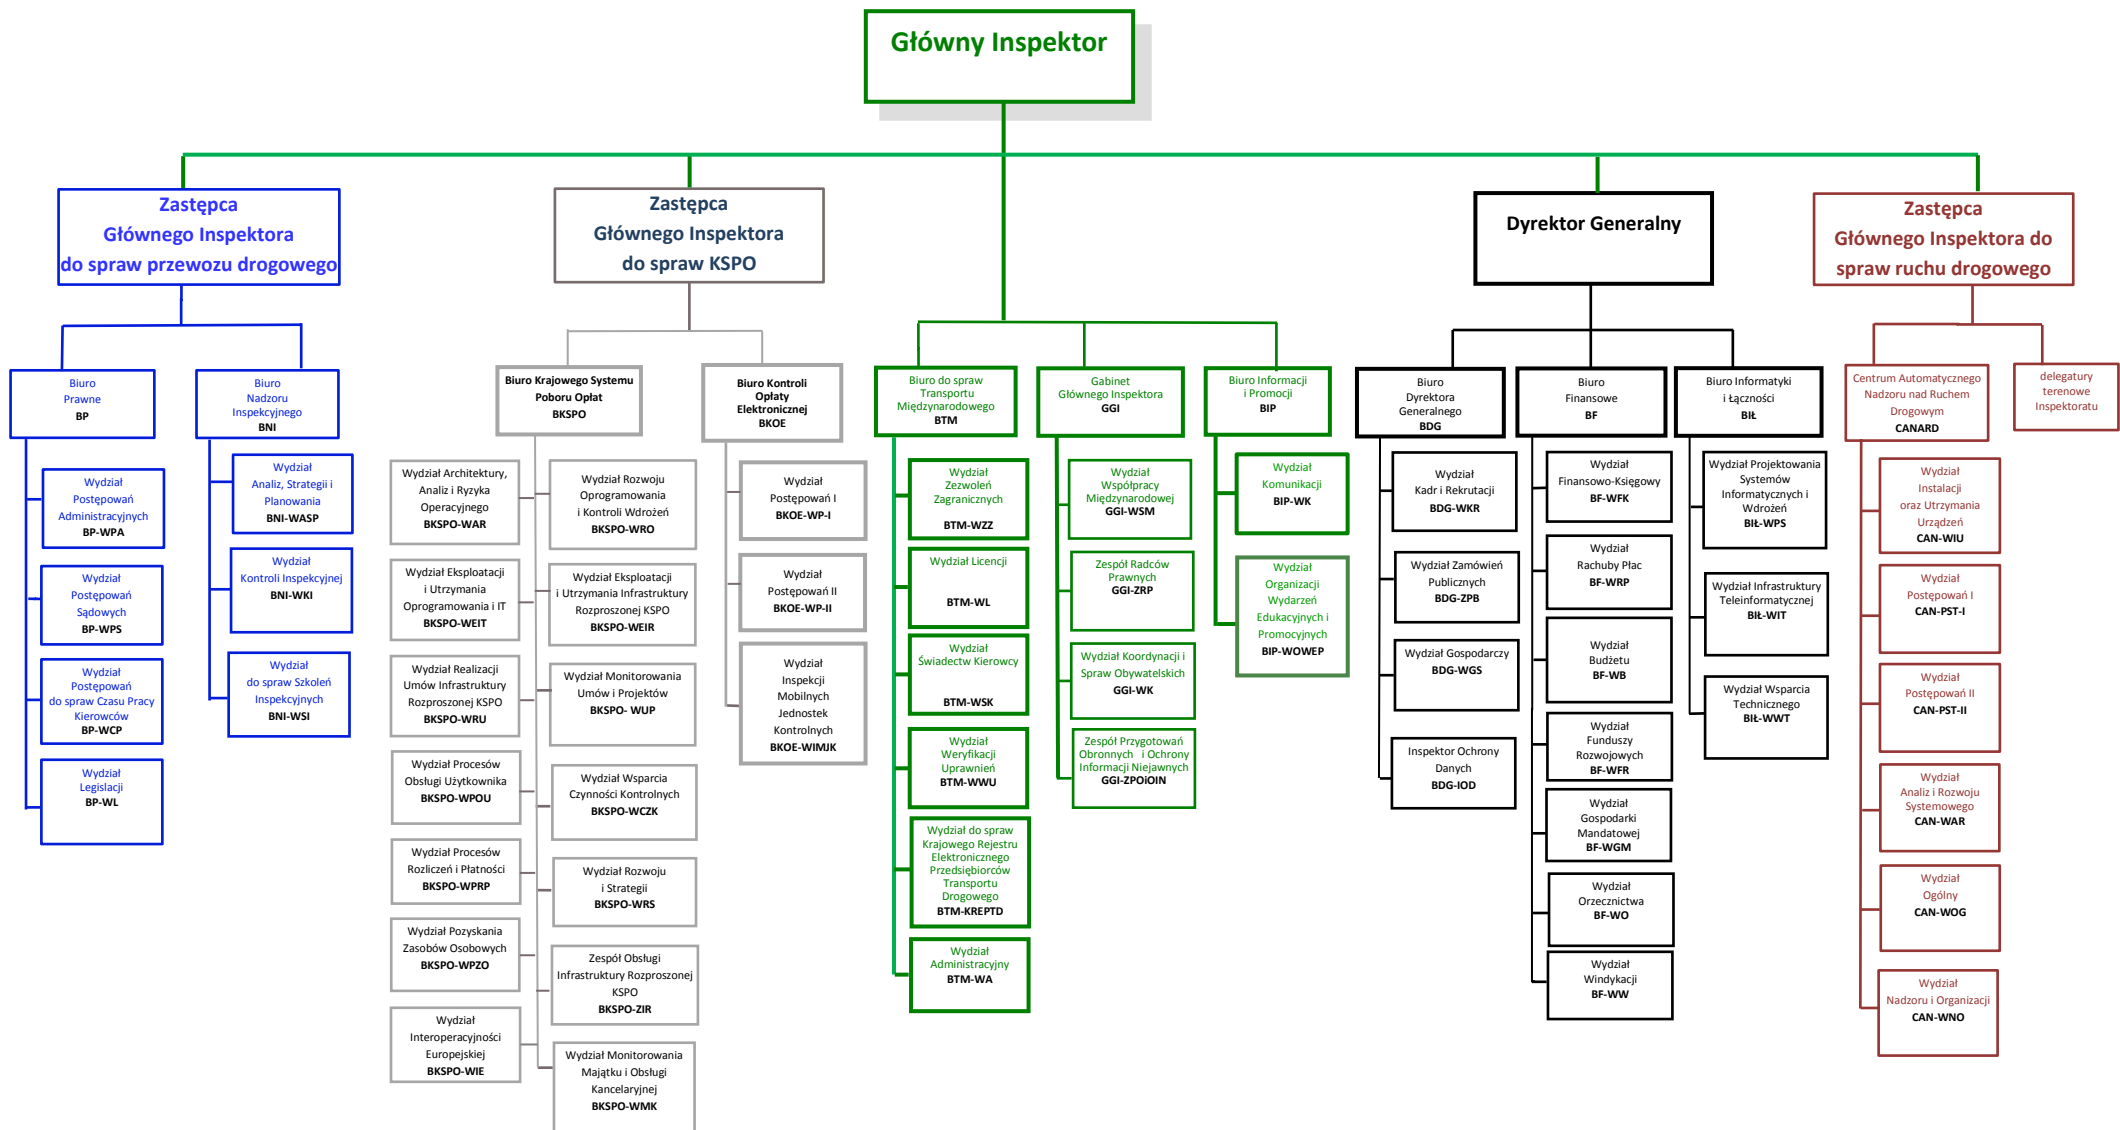 Główny Inspektor
Zastępca
Głównego Inspektora
do spraw przewozu drogowego
Zastępca
Głównego Inspektora
do spraw KSPO
Dyrektor Generalny
Zastępca
Głównego Inspektora do
spraw ruchu drogowego
Biuro
Prawne
BP
Biuro
Nadzoru
Inspekcyjnego
BNI
Biuro Krajowego Systemu
Poboru Opłat
BKSPO
Biuro Kontroli
Opłaty
Elektronicznej
BKOE
Biuro do spraw
Transportu
Międzynarodowego
BTM
Gabinet
Głównego Inspektora
GGI
Biuro Informacji
i Promocji
BIP
Biuro
Dyrektora
Generalnego
BDG
Biuro
Finansowe
BF
Biuro Informatyki
i Łączności
BIŁ
Centrum Automatycznego
Nadzoru nad Ruchem
Drogowym
CANARD
delegatury
terenowe
Inspektoratu
Wydział
Postępowań
Administracyjnych
BP-WPA
Wydział
Postępowań
Sądowych
BP-WPS
Wydział
Postępowań
do spraw Czasu Pracy
Kierowców
BP-WCP
Wydział
Legislacji
BP-WL
Wydział
Analiz, Strategii i
Planowania
BNI-WASP
Wydział
Kontroli Inspekcyjnej
BNI-WKI
Wydział
do spraw Szkoleń
Inspekcyjnych
BNI-WSI
Wydział Architektury,
Analiz i Ryzyka
Operacyjnego
BKSPO-WAR
Wydział Eksploatacji
i Utrzymania
Oprogramowania i IT
BKSPO-WEIT
Wydział Realizacji
Umów Infrastruktury
Rozproszonej KSPO
BKSPO-WRU
Wydział Procesów
Obsługi Użytkownika
BKSPO-WPOU
Wydział Procesów
Rozliczeń i Płatności
BKSPO-WPRP
Wydział Pozyskania
Zasobów Osobowych
BKSPO-WPZO
Wydział
Interoperacyjności
Europejskiej
BKSPO-WIE
Wydział Rozwoju
Oprogramowania
i Kontroli Wdrożeń
BKSPO-WRO
Wydział Eksploatacji
i Utrzymania Infrastruktury
Rozproszonej KSPO
BKSPO-WEIR
Wydział Monitorowania
Umów i Projektów
BKSPO- WUP
Wydział Wsparcia
Czynności Kontrolnych
BKSPO-WCZK
Wydział Rozwoju
i Strategii
BKSPO-WRS
Zespół Obsługi
Infrastruktury Rozproszonej
KSPO
BKSPO-ZIR
Wydział Monitorowania
Majątku i Obsługi
Kancelaryjnej
BKSPO-WMK
Wydział
Postępowań I
BKOE-WP-I
Wydział
Postępowań II
BKOE-WP-II
Wydział
Inspekcji
Mobilnych
Jednostek
Kontrolnych
BKOE-WIMJK
Wydział
Zezwoleń
Zagranicznych
BTM-WZZ
Wydział Licencji
BTM-WL
Wydział
Świadectw Kierowcy
BTM-WSK
Wydział
Weryfikacji
Uprawnień
BTM-WWU
Wydział do spraw
Krajowego Rejestru
Elektronicznego
Przedsiębiorców
Transportu
Drogowego
BTM-KREPTD
Wydział
Administracyjny
BTM-WA
Wydział
Współpracy
Międzynarodowej
GGI-WSM
Zespół Radców
Prawnych
GGI-ZRP
Wydział Koordynacji i
Spraw Obywatelskich
GGI-WK
Zespół Przygotowań
Obronnych i Ochrony
Informacji Niejawnych
GGI-ZPOiOIN
Wydział
Komunikacji
BIP-WK
Wydział
Organizacji
Wydarzeń
Edukacyjnych i
Promocyjnych
BIP-WOWEP
Wydział
Kadr i Rekrutacji
BDG-WKR
Wydział Zamówień
Publicznych
BDG-ZPB
Wydział Gospodarczy
BDG-WGS
Inspektor Ochrony
Danych
BDG-IOD
Wydział
Finansowo-Księgowy
BF-WFK
Wydział
Rachuby Płac
BF-WRP
Wydział
Budżetu
BF-WB
Wydział
Funduszy
Rozwojowych
BF-WFR
Wydział
Gospodarki
Mandatowej
BF-WGM
Wydział
Orzecznictwa
BF-WO
Wydział
Windykacji
BF-WW
Wydział Projektowania
Systemów
Informatycznych i
Wdrożeń
BIŁ-WPS
Wydział Infrastruktury
Teleinformatycznej
BIŁ-WIT
Wydział Wsparcia
Technicznego
BIŁ-WWT
Wydział
Instalacji
oraz Utrzymania
Urządzeń
CAN-WIU
Wydział
Postępowań I
CAN-PST-I
Wydział
Postępowań II
CAN-PST-II
Wydział
Analiz i Rozwoju
Systemowego
CAN-WAR
Wydział
Ogólny
CAN-WOG
Wydział
Nadzoru i Organizacji
CAN-WNO